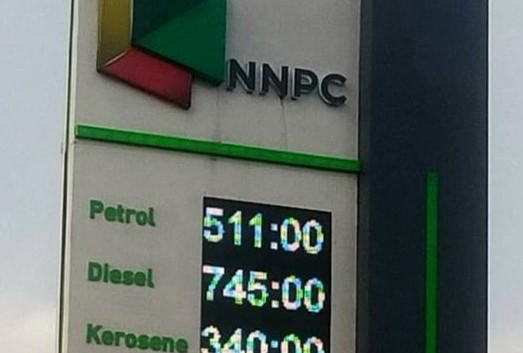 NNPC
Petrol 511:00
Diesel 745:00
Kerosene 340:00